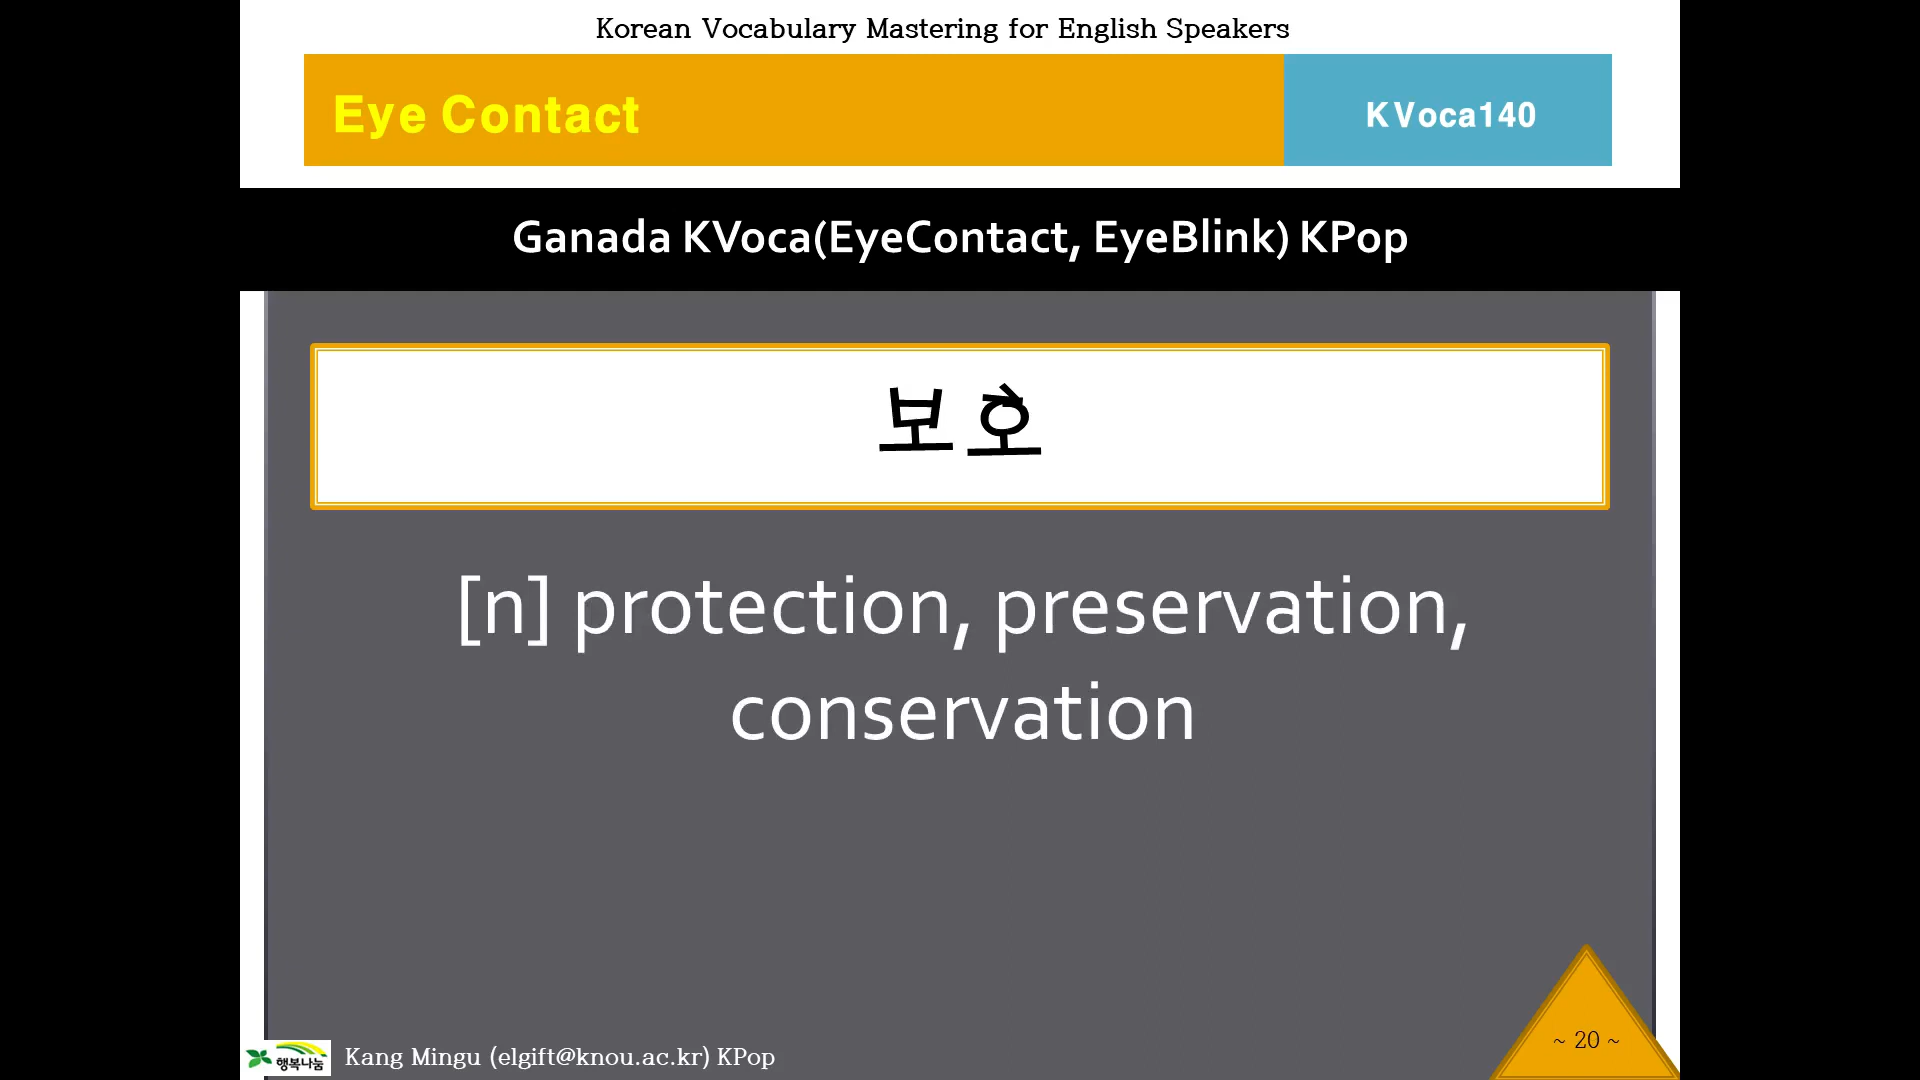 Korean Vocabulary Mastering for English Speakers
Eye Contact
KVoca140
Ganada KVoca(EyeContact, EyeBlink) KPop
보호
[n] protection, preservation,
conservation
행복나눔
Kang Mingu (elgift@knou.ac.kr) KPop
~ 20 ~